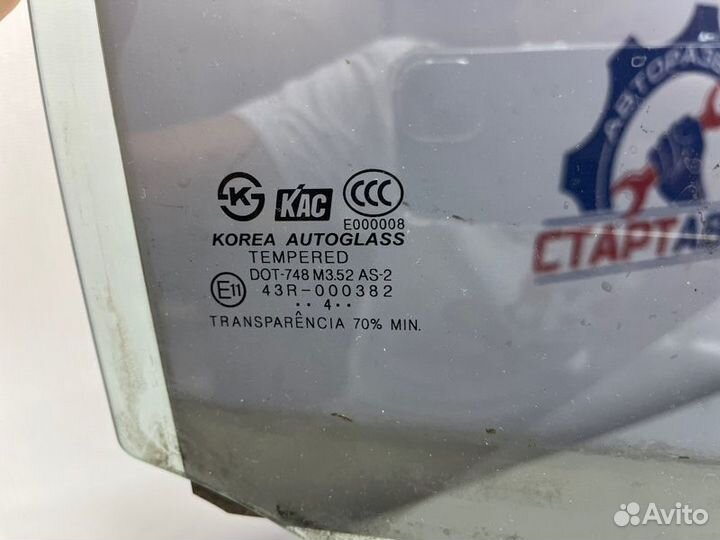 АВТОРАЗБ
СТАРТАВ
K
KAC
CCC
E000008
KOREA AUTOGLASS
TEMPERED
DOT-748 M3.52 AS-2
E11
43R-000382
•• 4 ••
TRANSPARÊNCIA 70% MIN.
Avito